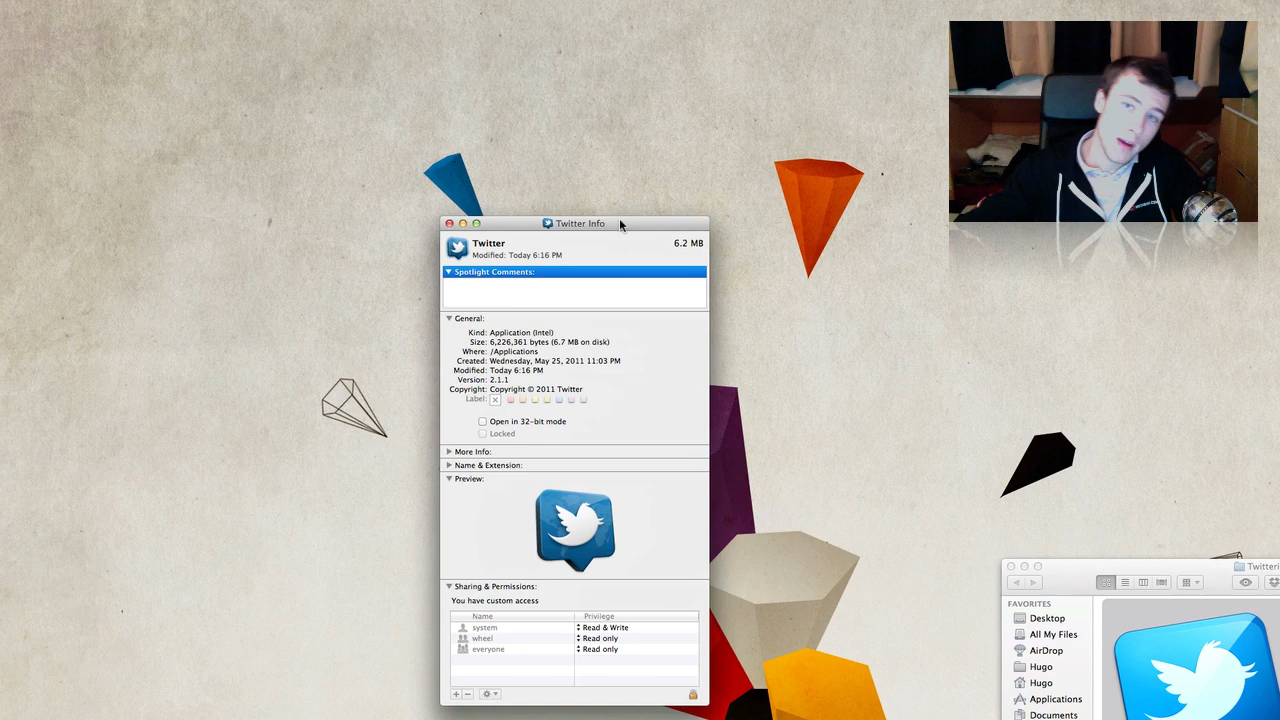 Twitter Info
Twitter 6.2 MB
Modified: Today 6:16 PM
Spotlight Comments:
General:
Kind: Application (Intel)
Size: 6,226,361 bytes (6.7 MB on disk)
Where: /Applications
Created: Wednesday, May 25, 2011 11:03 PM
Modified: Today 6:16 PM
Version: 2.1.1
Copyright: Copyright © 2011 Twitter
Label:
Open in 32-bit mode
Locked
More Info:
Name & Extension:
Preview:
Sharing & Permissions:
You have custom access
Name Privilege
system Read & Write
wheel Read only
everyone Read only
Twitteri
FAVORITES
Desktop
All My Files
AirDrop
Hugo
Hugo
Applications
Documents